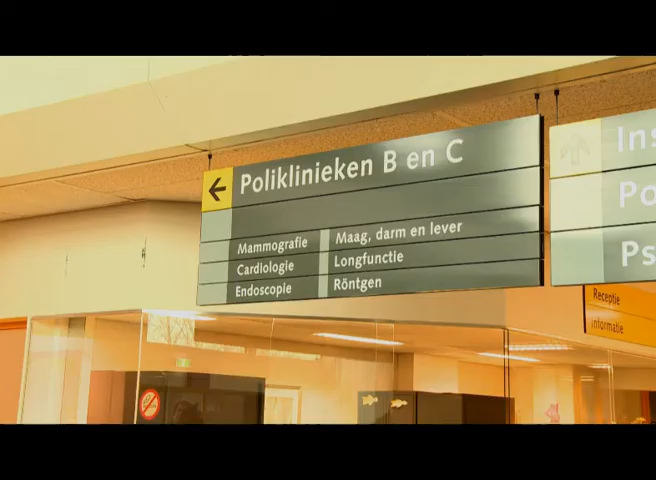 Poliklinieken B en C
Mammografie
Cardiologie
Endoscopie
Maag, darm en lever
Longfunctie
Röntgen
Receptie
informatie